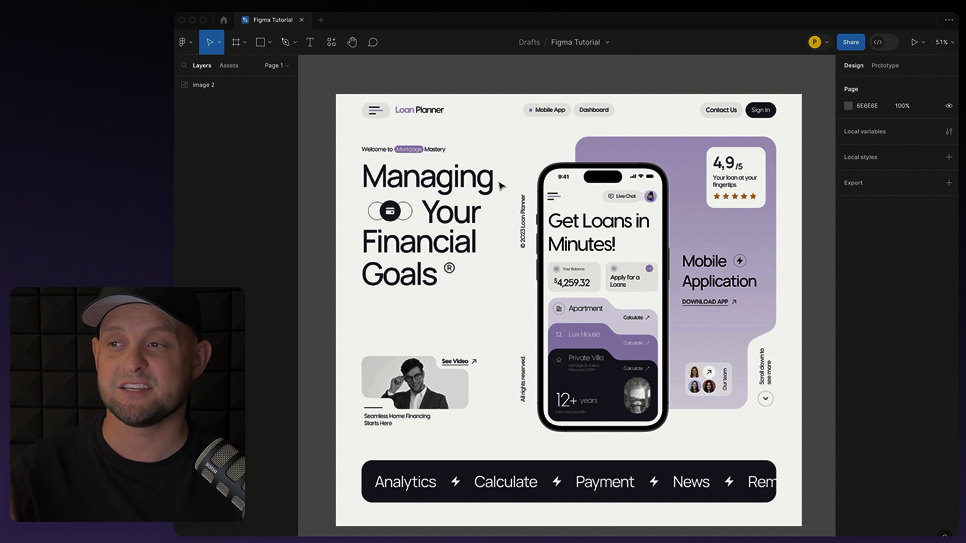 Figma Tutorial
Drafts / Figma Tutorial
P
Share
51%
Layers
Assets
Page 1
image 2
Design
Prototype
Page
6E6E6E
100%
Local variables
Local styles
Export
Loan Planner
Mobile App
Dashboard
Contact Us
Sign In
Welcome to Mortgage Mastery
Managing
Your
Financial
Goals ®
© 2023 Loan Planner
All rights reserved.
See Video
Seamless Home Financing
Starts Here
9:41
Live Chat
Get Loans in
Minutes!
Your Balance
$4,259.32
Apply for a
Loans
Apartment
Calculate
Lux House
Calculate
Private Villa
Calculate
12+ years
4,9 /5
Your loan at your
fingertips
Mobile
Application
DOWNLOAD APP
Our team
Scroll down to
see more
Analytics
Calculate
Payment
News
Rem